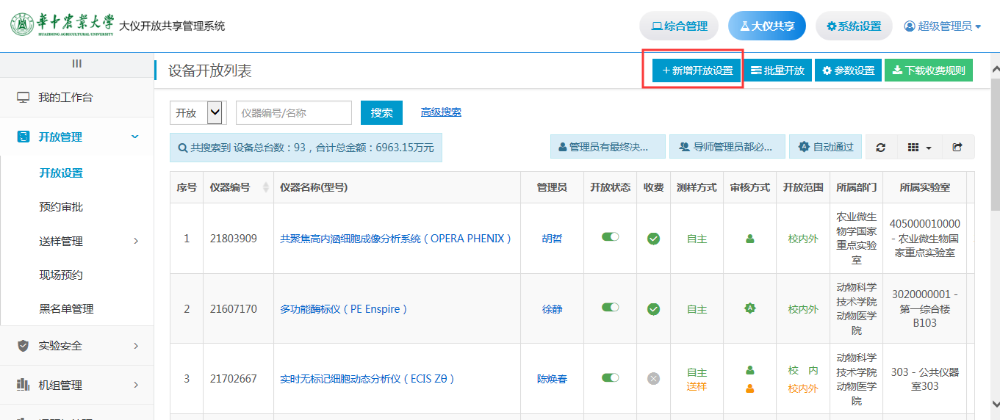 华中农业大学
HUAZHONG AGRICULTURAL UNIVERSITY
大仪开放共享管理系统
综合管理
大仪共享
系统设置
超级管理员
我的工作台
开放管理
开放设置
预约审批
送样管理
现场预约
黑名单管理
实验安全
机组管理
设备开放列表
+新增开放设置
批量开放
参数设置
下载收费规则
开放
仪器编号/名称
搜索
高级搜索
共搜索到 设备总台数：93，合计总金额：6963.15万元
管理员有最终决...
导师管理员都必...
自动通过
序号 仪器编号 仪器名称(型号) 管理员 开放状态 收费 测样方式 审核方式 开放范围 所属部门 所属实验室
1 21803909 共聚焦高内涵细胞成像分析系统（OPERA PHENIX） 胡哲 自主 校内外
农业微生
物学国家
重点实验
室
405000010000
- 农业微生物国
家重点实验室
2 21607170 多功能酶标仪（PE Enspire） 徐静 自主 校内外
动物科学
技术学院
动物医学
院
3020000001 -
第一综合楼
B103
3 21702667 实时无标记细胞动态分析仪（ECIS Zθ） 陈焕春
自主
送样
校 内
校内外
动物科学
技术学院
动物医学
院
303 - 公共仪器
室303